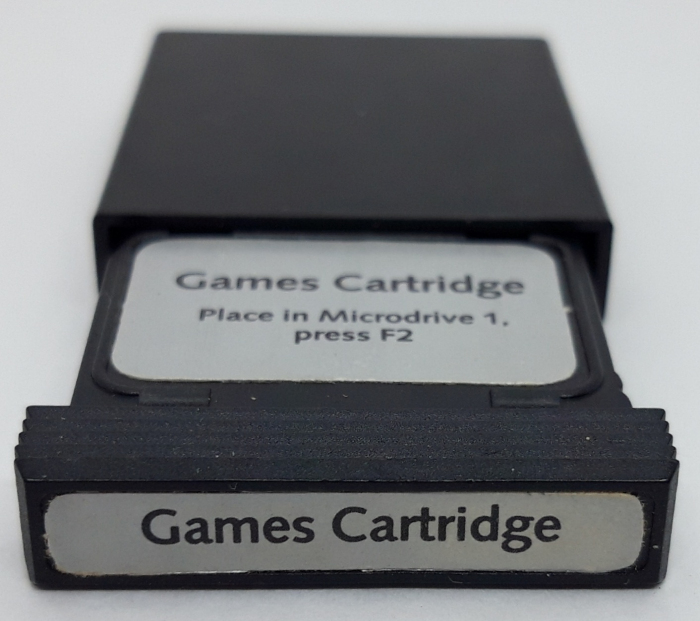 Games Cartridge
Place in Microdrive 1,
press F2
Games Cartridge